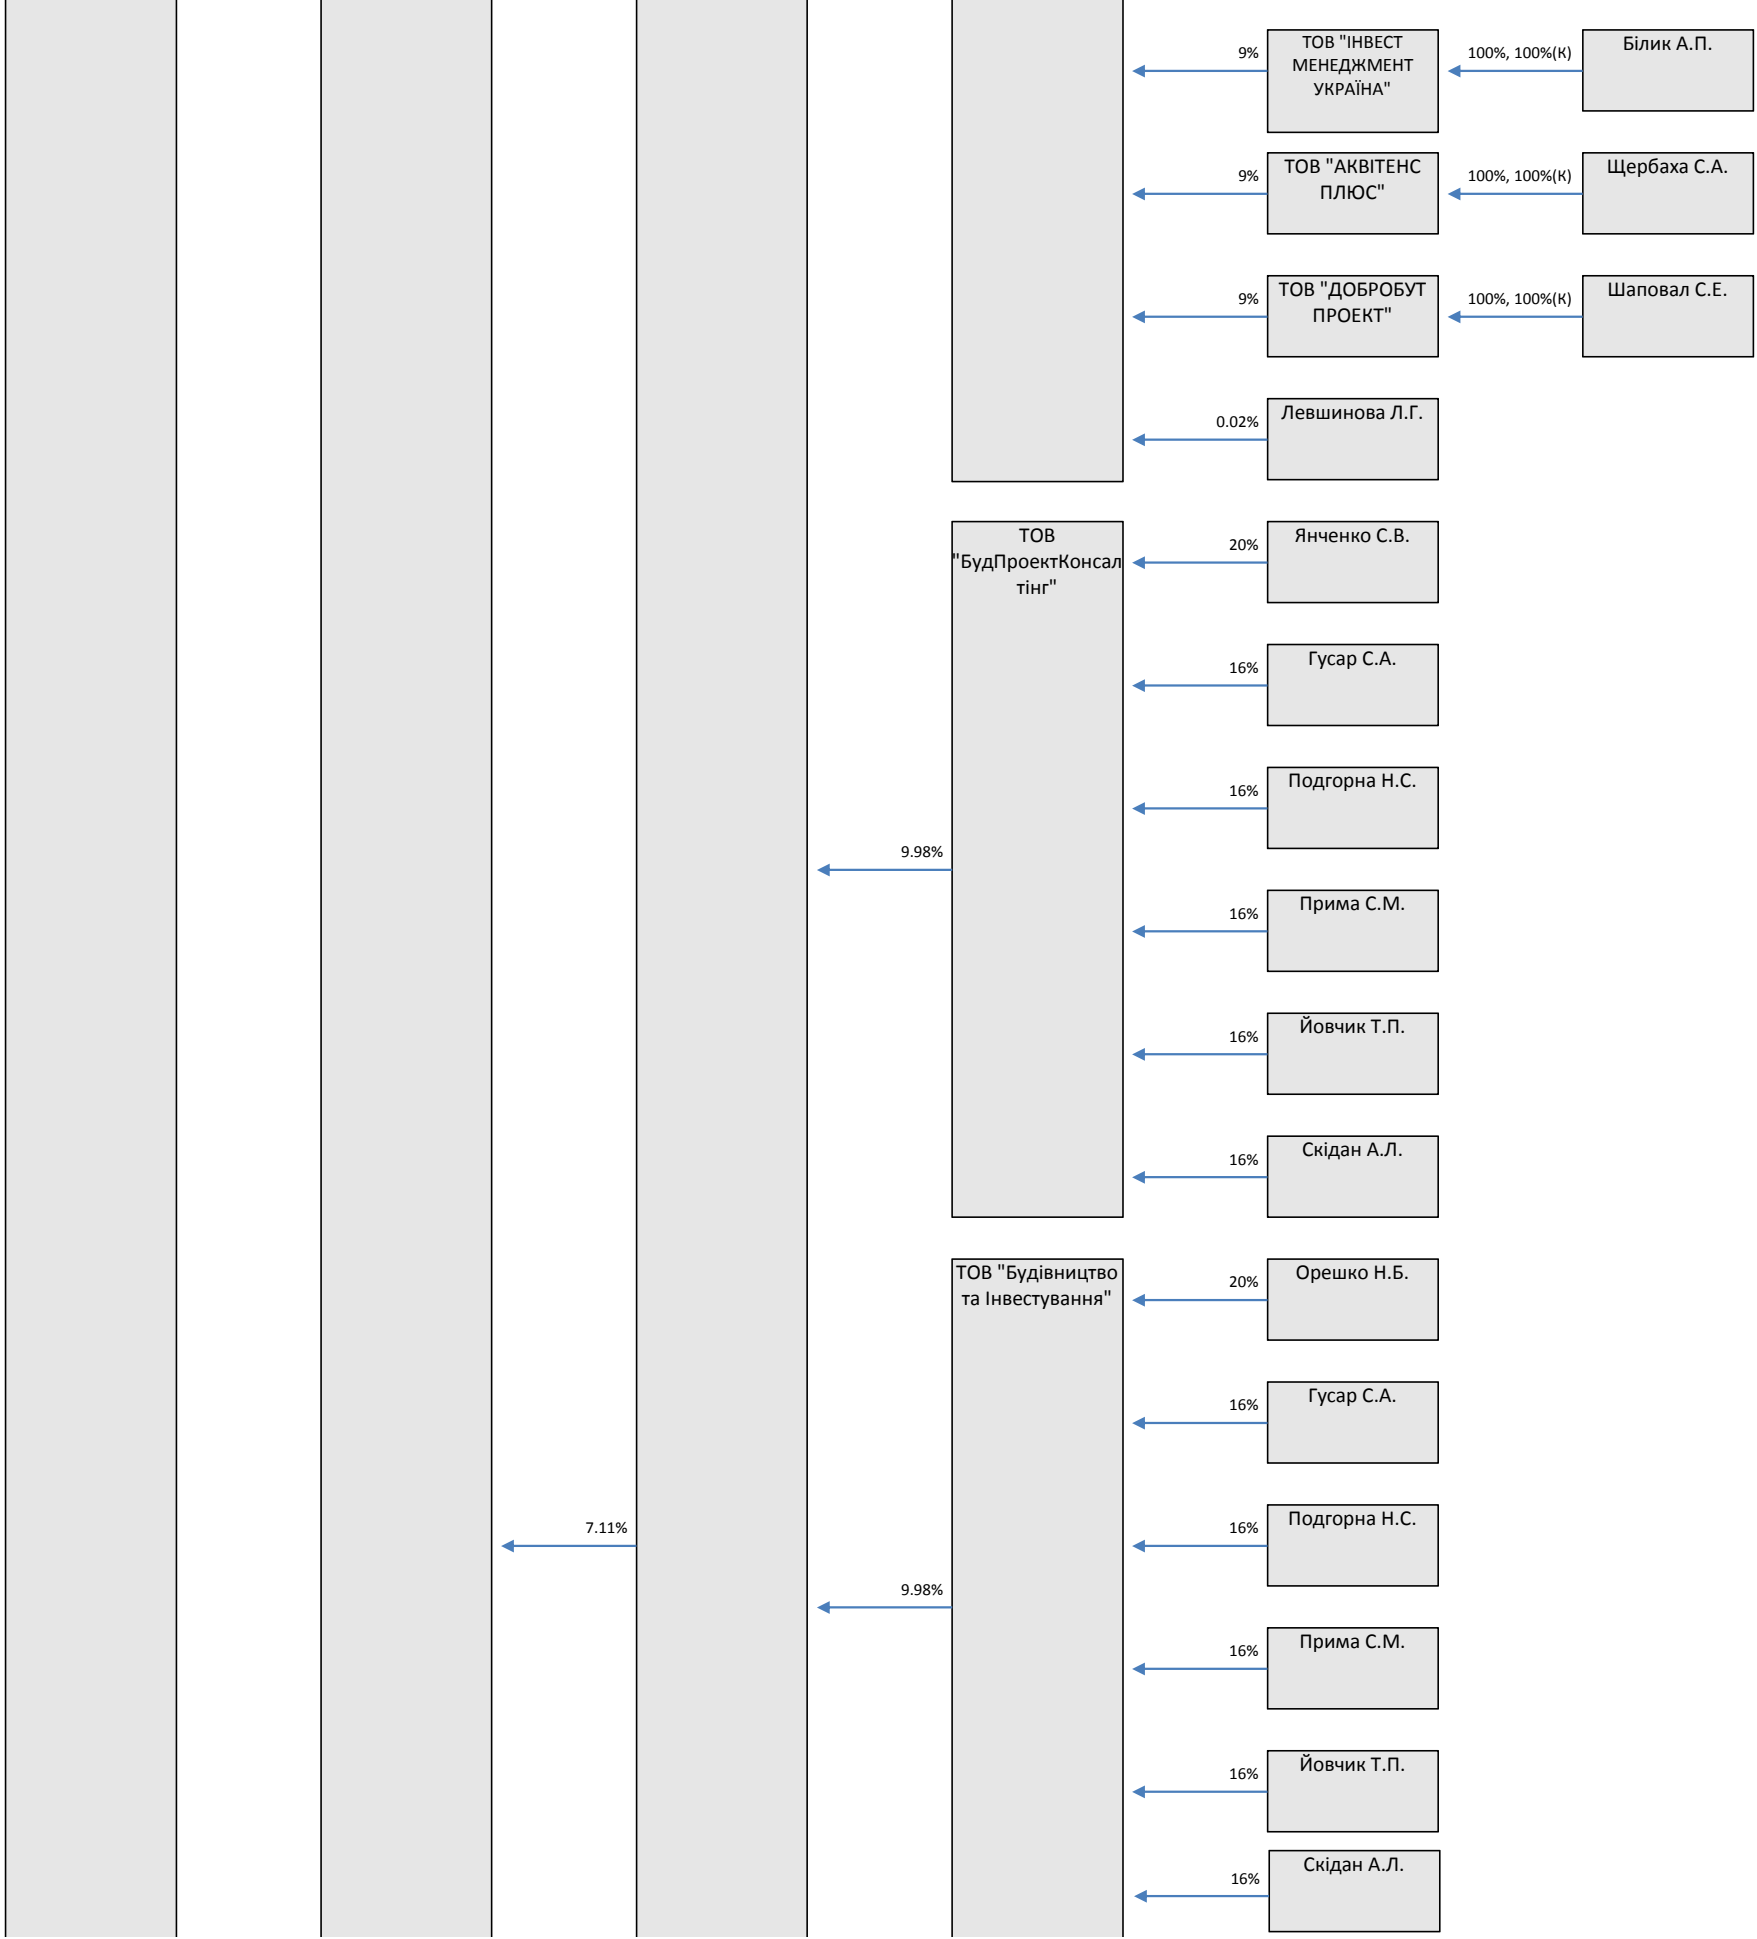 9%
ТОВ "ІНВЕСТ
МЕНЕДЖМЕНТ
УКРАЇНА"
100%, 100%(К)
Білик А.П.
9%
ТОВ "АКВІТЕНС
ПЛЮС"
100%, 100%(К)
Щербаха С.А.
9%
ТОВ "ДОБРОБУТ
ПРОЕКТ"
100%, 100%(К)
Шаповал С.Е.
0.02%
Левшинова Л.Г.
ТОВ
"БудПроектКонсал
тінг"
20%
Янченко С.В.
16%
Гусар С.А.
16%
Подгорна Н.С.
9.98%
16%
Прима С.М.
16%
Йовчик Т.П.
16%
Скідан А.Л.
ТОВ "Будівництво
та Інвестування"
20%
Орешко Н.Б.
16%
Гусар С.А.
7.11%
16%
Подгорна Н.С.
9.98%
16%
Прима С.М.
16%
Йовчик Т.П.
16%
Скідан А.Л.